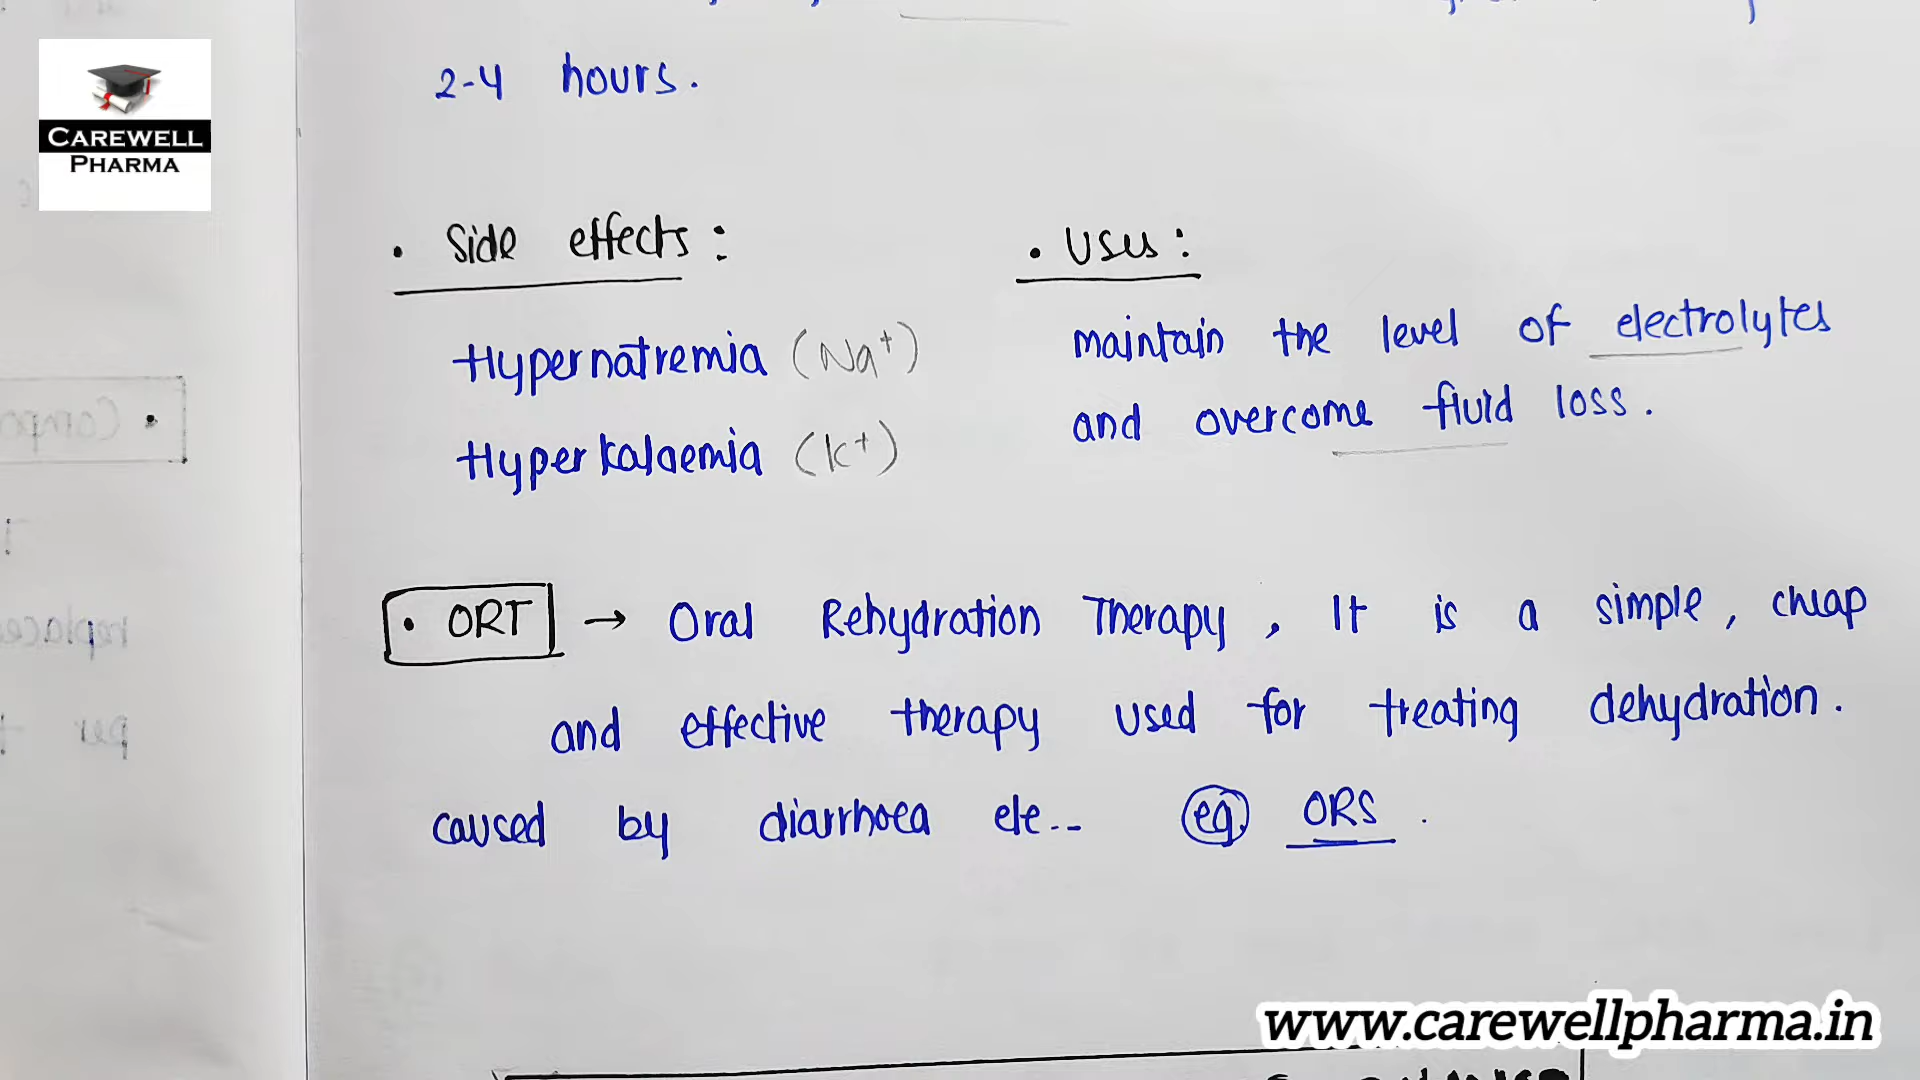 CAREWELL
PHARMA
2-4 hours.
• Side effects :
Hypernatremia (Na+)
Hyperkalaemia (K+)
• Uses :
maintain the level of electrolytes
and overcome fluid loss.
• ORT → Oral Rehydration Therapy, It is a simple, cheap
and effective therapy used for treating dehydration.
caused by diarrhoea etc.. eg. ORS.
www.carewellpharma.in